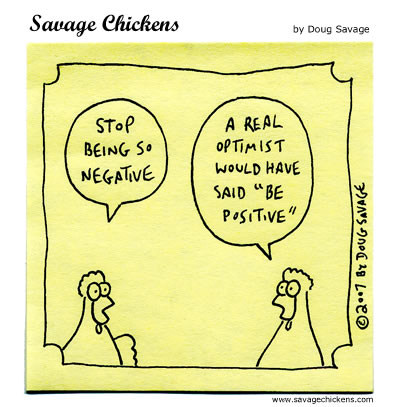 Savage Chickens
by Doug Savage
STOP
BEING SO
NEGATIVE
A REAL
OPTIMIST
WOULD HAVE
SAID "BE
POSITIVE"
©2007 BY DOUG SAVAGE
www.savagechickens.com